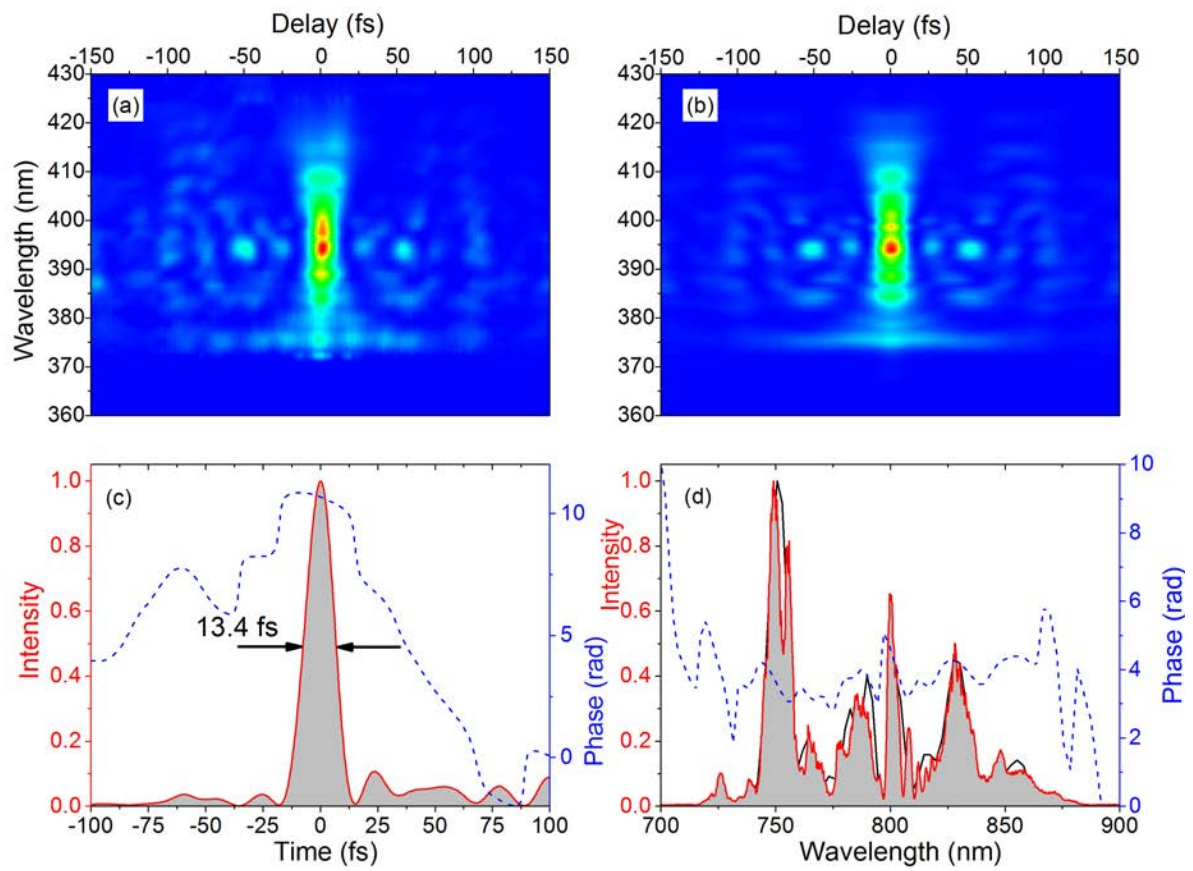 Delay (fs)
-150 -100 -50 0 50 100 150
430
420
410
400
390
380
370
360
Wavelength (nm)
(a)
Delay (fs)
-150 -100 -50 0 50 100 150
430
420
410
400
390
380
370
360
(b)
1.0
0.8
0.6
0.4
0.2
0.0
Intensity
(c)
13.4 fs
10
5
0
Phase (rad)
-100 -75 -50 -25 0 25 50 75 100
Time (fs)
1.0
0.8
0.6
0.4
0.2
0.0
Intensity
(d)
10
8
6
4
2
0
Phase (rad)
700 750 800 850 900
Wavelength (nm)